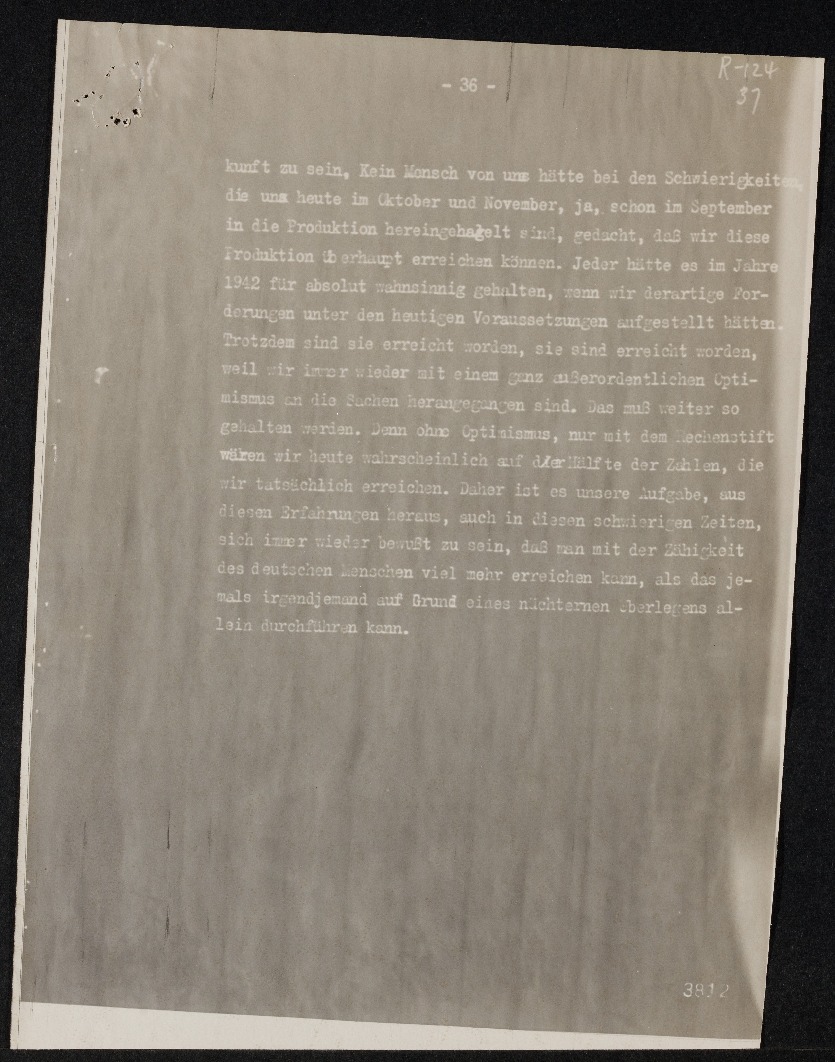 - 36 -
R-124
37
kunft zu sein, Kein Mensch von uns hätte bei den Schwierigkeiten,
die uns heute im Oktober und November, ja, schon im September
in die Produktion hereingehagelt sind, gedacht, daß wir diese
Produktion überhaupt erreichen können. Jeder hätte es im Jahre
1942 für absolut wahnsinnig gehalten, wenn wir derartige For-
derungen unter den heutigen Voraussetzungen aufgestellt hätten.
Trotzdem sind sie erreicht worden, sie sind erreicht worden,
weil wir immer wieder mit einem ganz außerordentlichen Opti-
mismus an die Sachen herangegangen sind. Das muß weiter so
gehalten werden. Denn ohne Optimismus, nur mit dem Rechenstift
wären wir heute wahrscheinlich auf der Hälfte der Zahlen, die
wir tatsächlich erreichen. Daher ist es unsere Aufgabe, aus
diesen Erfahrungen heraus, auch in diesen schwierigen Zeiten,
sich immer wieder bewußt zu sein, daß man mit der Zähigkeit
des deutschen Menschen viel mehr erreichen kann, als das je-
mals irgendjemand auf Grund eines nüchternen Überlegens al-
lein durchführen kann.
3812